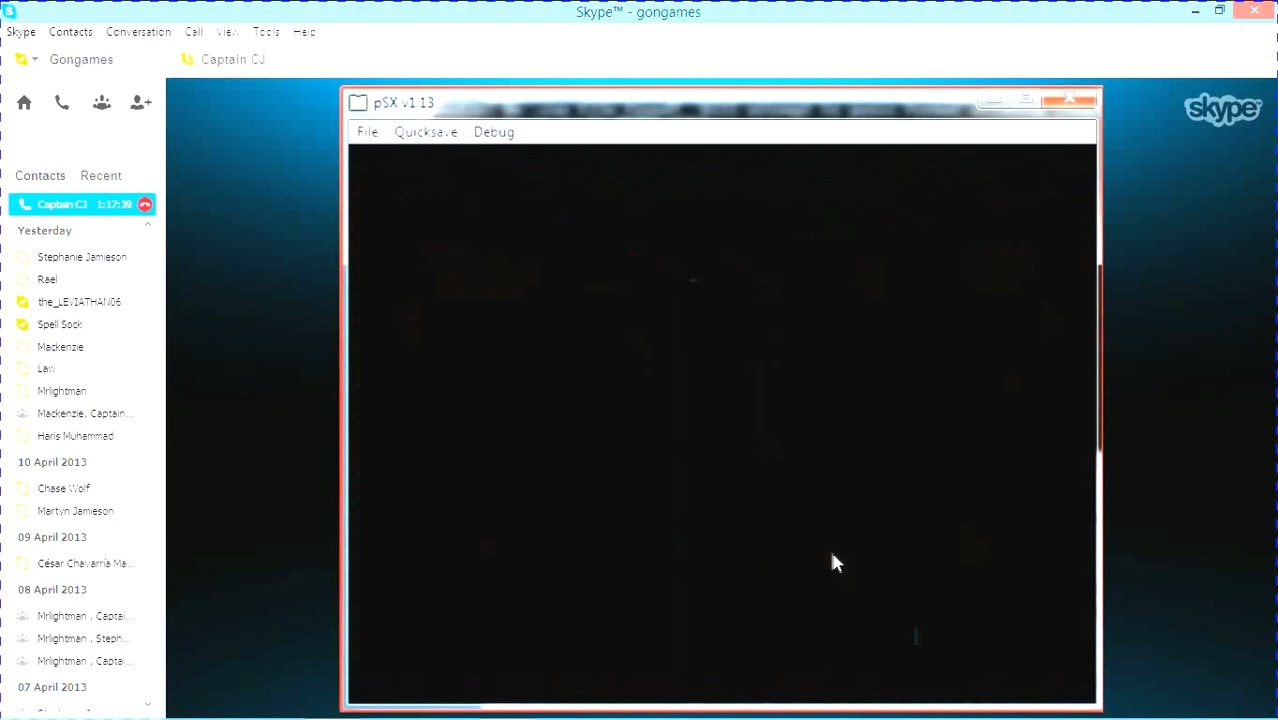 Skype™ - gongames
Skype Contacts Conversation Call View Tools Help
Gongames
Captain CJ
skype
pSX v1.13
File Quicksave Debug
Contacts Recent
Captain CJ 1:17:39
Yesterday
Stephanie Jamieson
Rael
the_LEVIATHAN06
Spell Sock
Mackenzie
Law
Mrlightman
Mackenzie, Captain...
Haris Muhammad
10 April 2013
Chase Wolf
Martyn Jamieson
09 April 2013
César Chavarría Ma...
08 April 2013
Mrlightman , Captai...
Mrlightman , Steph...
Mrlightman , Captai...
07 April 2013